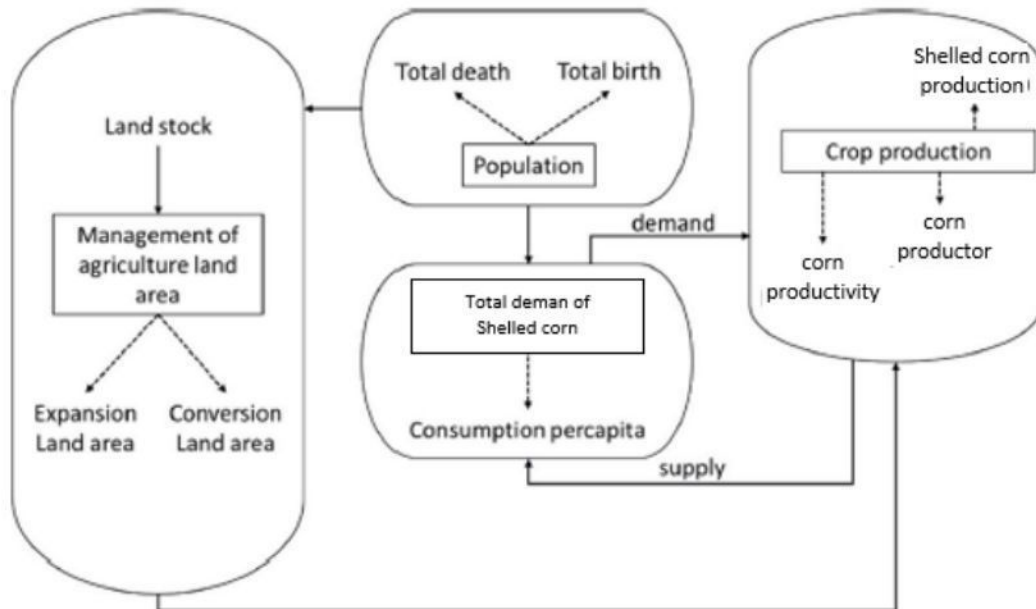 Land stock
Management of
agriculture land
area
Expansion
Land area
Conversion
Land area
Total death
Total birth
Population
demand
Total deman of
Shelled corn
Consumption percapita
supply
Shelled corn
production
Crop production
corn
productivity
corn
productor